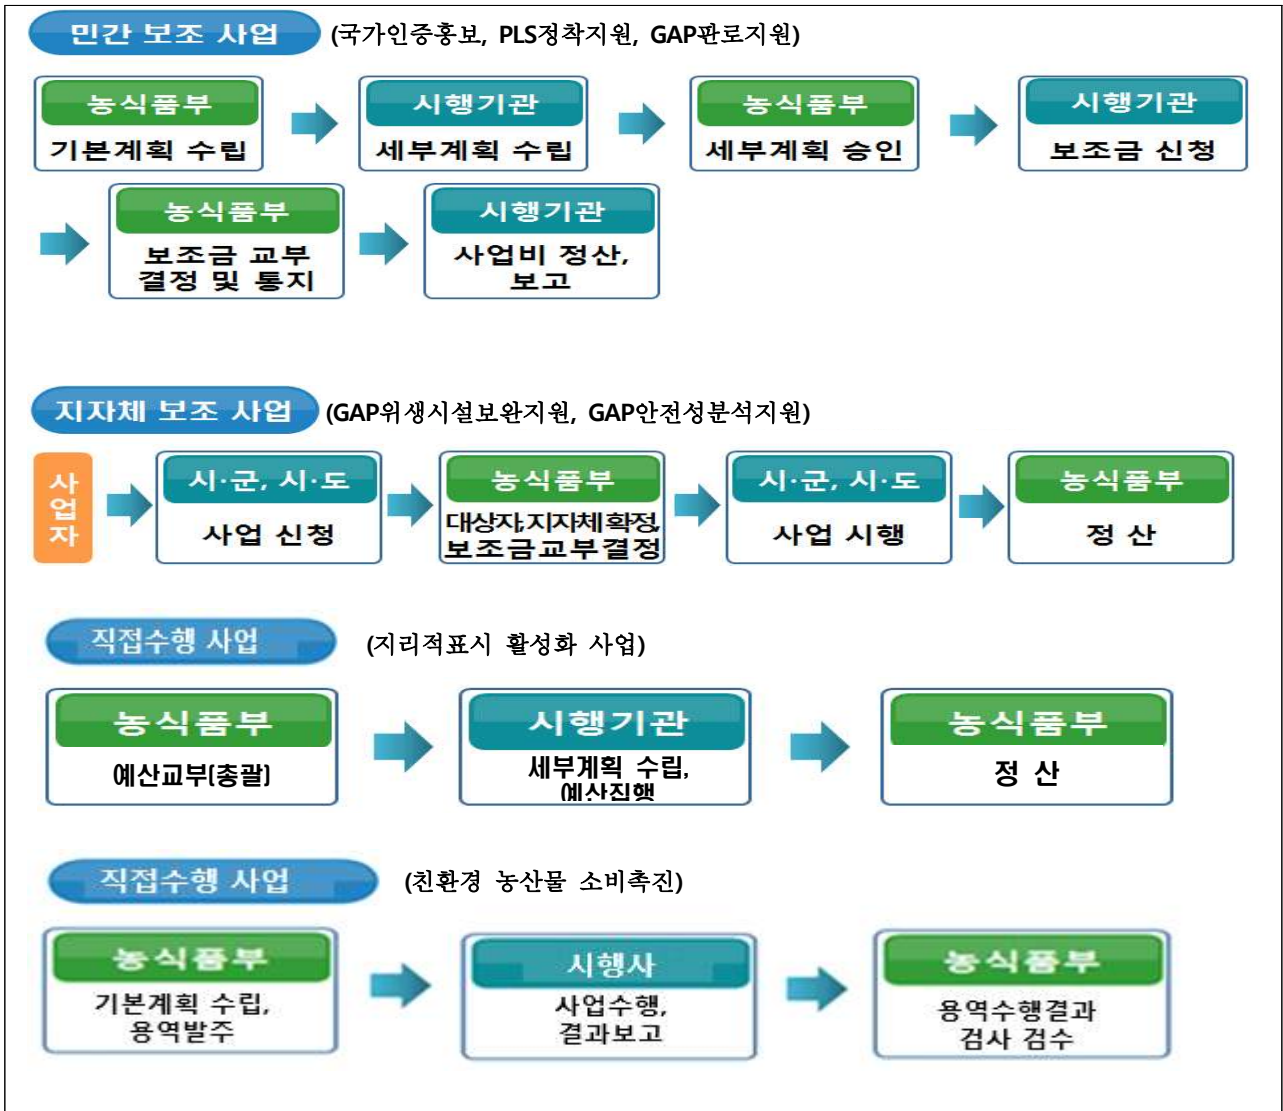 민간 보조 사업 (국가인증홍보, PLS정착지원, GAP판로지원)
농식품부
기본계획 수립
시행기관
세부계획 수립
농식품부
세부계획 승인
시행기관
보조금 신청
농식품부
보조금 교부
결정 및 통지
시행기관
사업비 정산,
보고
지자체 보조 사업 (GAP위생시설보완지원, GAP안전성분석지원)
사
업
자
시·군, 시·도
사업 신청
농식품부
대상자,지자체확정,
보조금교부결정
시·군, 시·도
사업 시행
농식품부
정 산
직접수행 사업 (지리적표시 활성화 사업)
농식품부
예산교부(총괄)
시행기관
세부계획 수립,
예산집행
농식품부
정 산
직접수행 사업 (친환경 농산물 소비촉진)
농식품부
기본계획 수립,
용역발주
시행사
사업수행,
결과보고
농식품부
용역수행결과
검사 검수